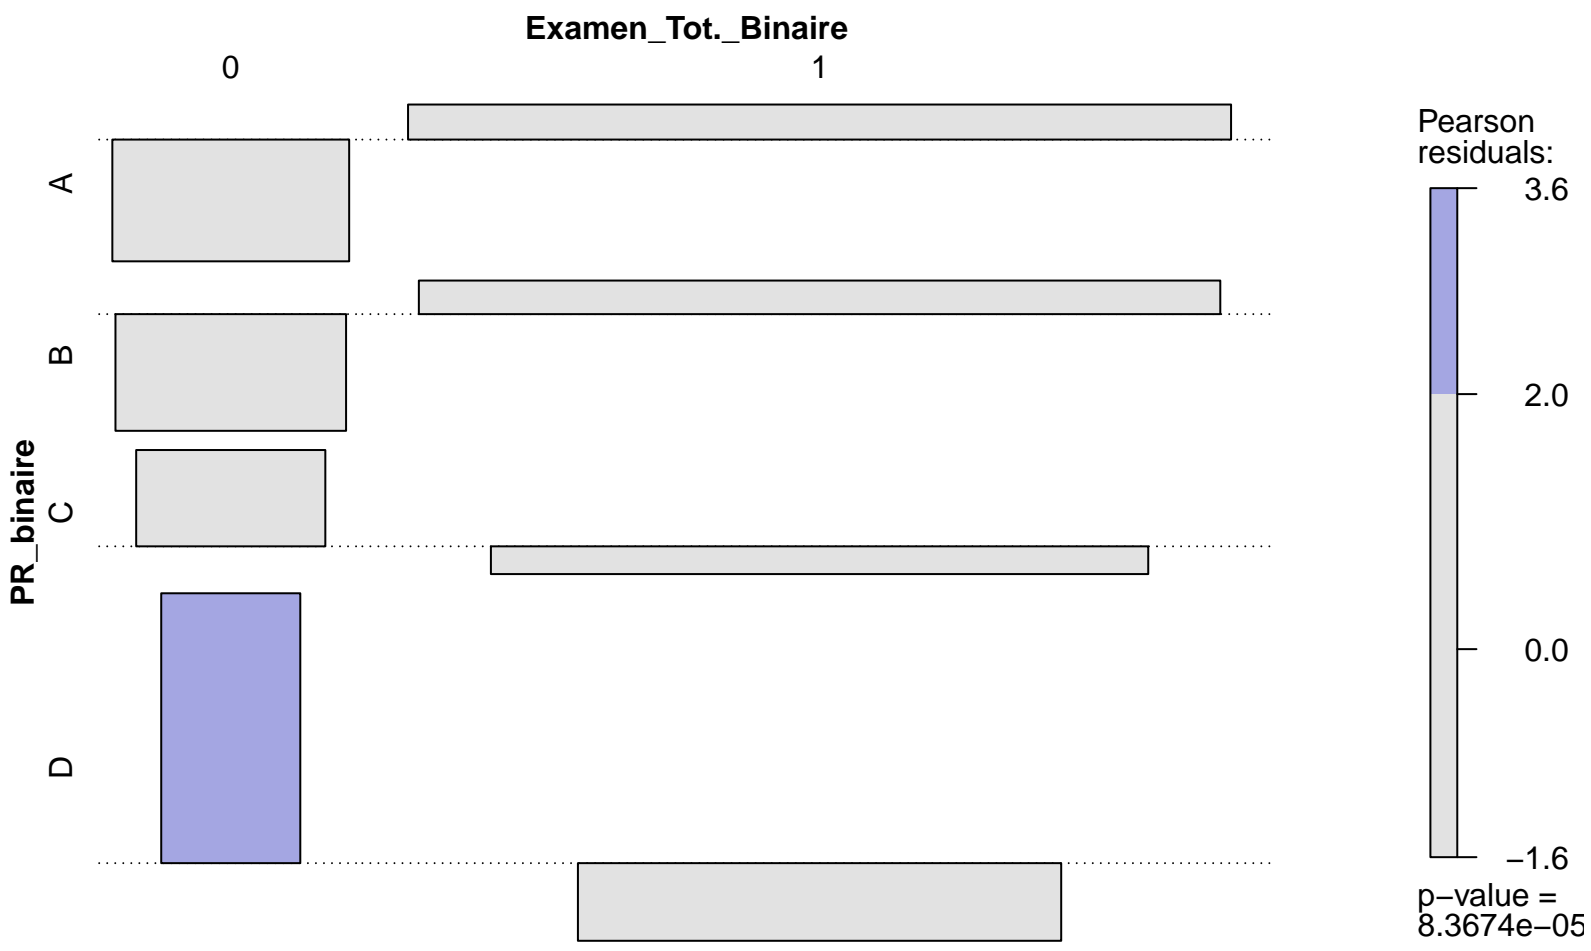 Examen_Tot._Binaire
0 1
PR_binaire
A
B
C
D
Pearson
residuals:
3.6
2.0
0.0
−1.6
p−value =
8.3674e−05